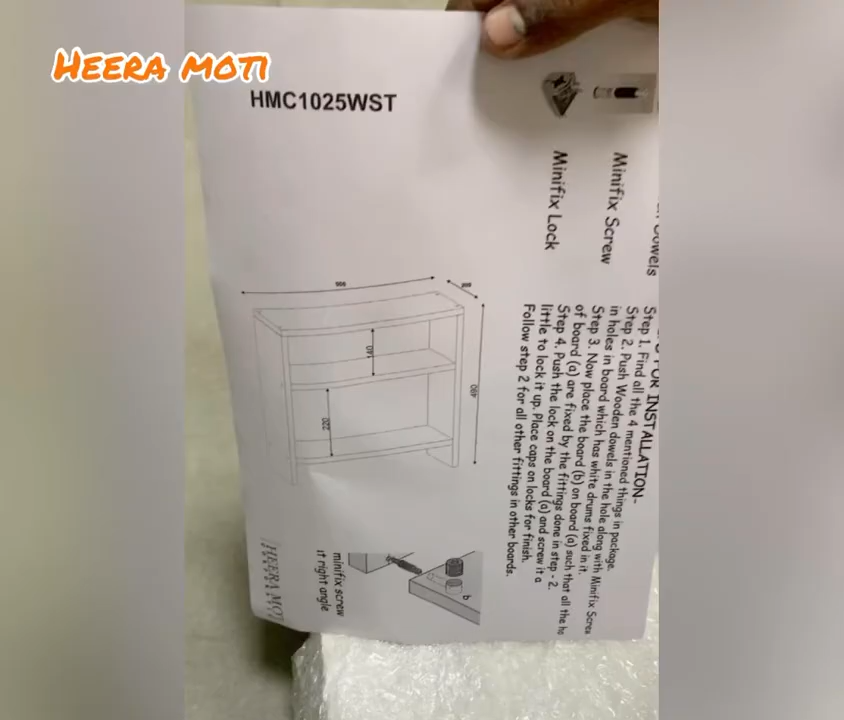 HEERA MOTI
HMC1025WST
Minifix Screw
Minifix Lock
FOR INSTALLATION-
Step 1. Find all the 4 mentioned things in package.
Step 2. Push Wooden dowels in the hole along with Minifix Screw
in holes in board which has white drums fixed in it.
Step 3. Now place the board (b) on board (a) such that all the ho
of board (a) are fixed by the fittings done in step - 2.
Step 4. Push the lock on the board (a) and screw it a
little to lock it up. Place caps on locks for finish.
Follow step 2 for all other fittings in other boards.
490
140
220
b
minifix screw
it right angle
HEERA MOT